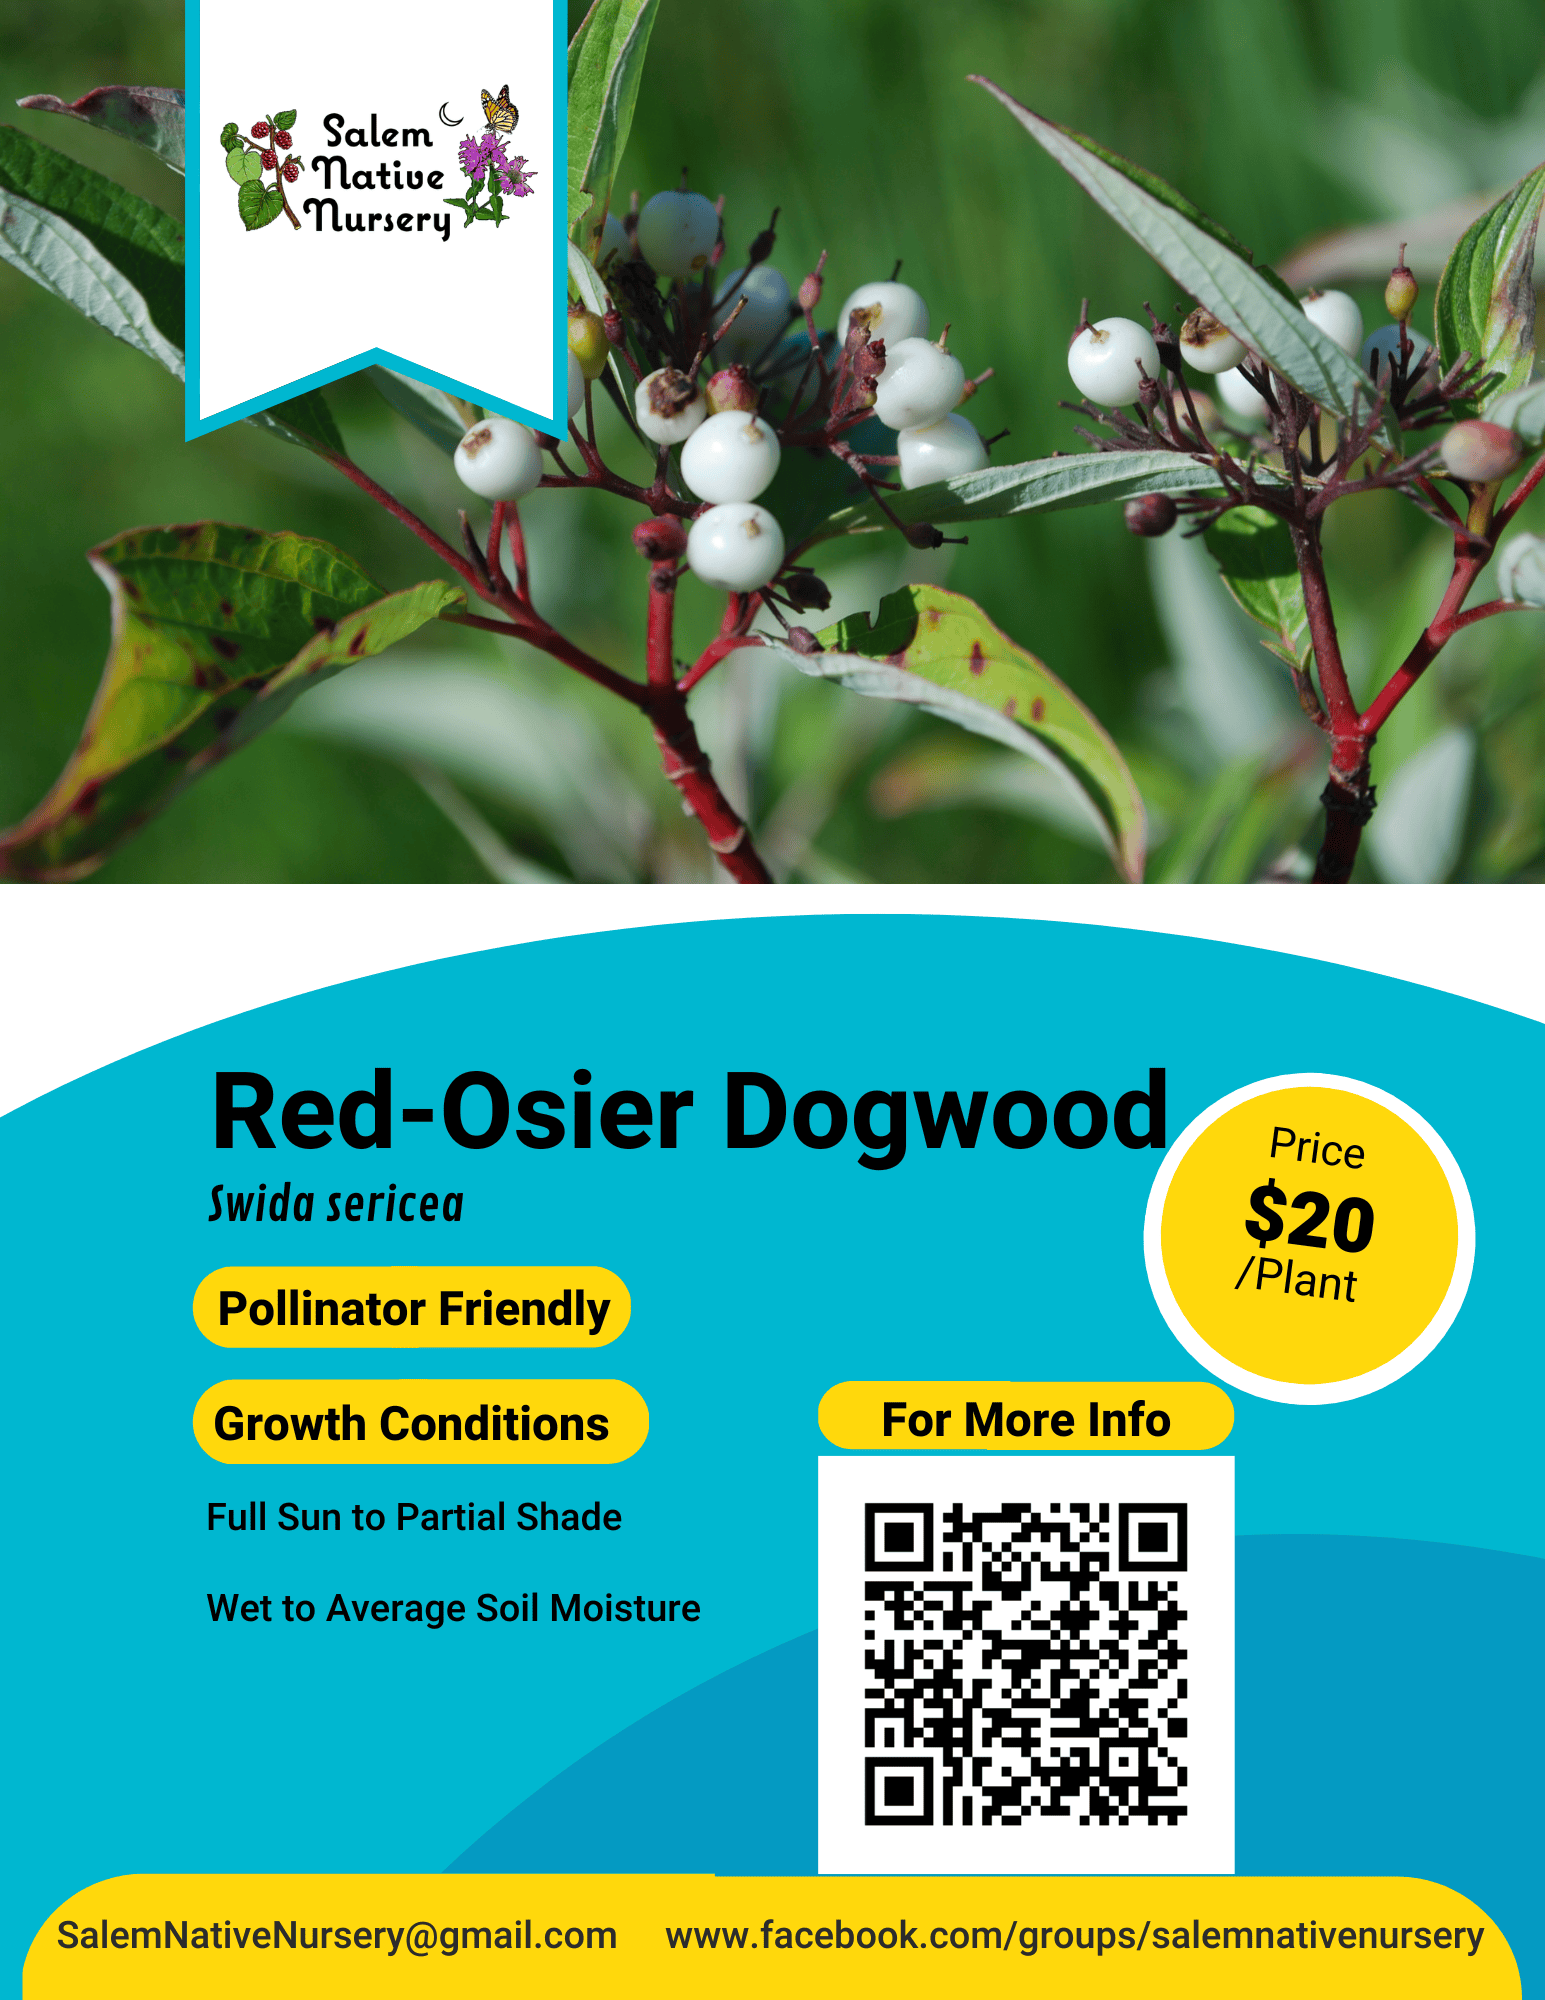 Salem
Native
Nursery
Red-Osier Dogwood
Swida sericea
Price
$20
/Plant
Pollinator Friendly
Growth Conditions
Full Sun to Partial Shade
Wet to Average Soil Moisture
For More Info
SalemNativeNursery@gmail.com
www.facebook.com/groups/salemnativenursery